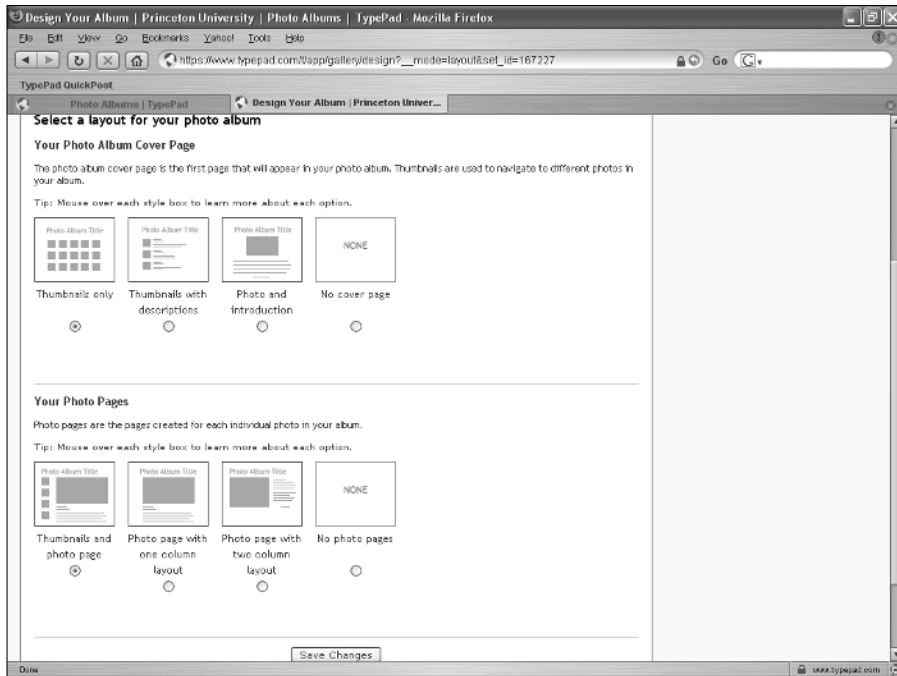 Design Your Album | Princeton University | Photo Albums | TypePad - Mozilla Firefox
File Edit View Go Bookmarks Yahoo! Tools Help
https://www.typepad.com/t/app/gallery/design?__mode=layout&set_id=167227 Go
TypePad QuickPost
Photo Albums | TypePad Design Your Album | Princeton Univer...
Select a layout for your photo album
Your Photo Album Cover Page
The photo album cover page is the first page that will appear in your photo album. Thumbnails are used to navigate to different photos in
your album.
Tip: Mouse over each style box to learn more about each option.
Photo Album Title Photo Album Title Photo Album Title NONE
Thumbnails only Thumbnails with Photo and No cover page
descriptions introduction
Your Photo Pages
Photo pages are the pages created for each individual photo in your album.
Tip: Mouse over each style box to learn more about each option.
Photo Album Title Photo Album Title Photo Album Title NONE
Thumbnails and Photo page with Photo page with No photo pages
photo page one column two column
layout layout
Save Changes
Done www.typepad.com